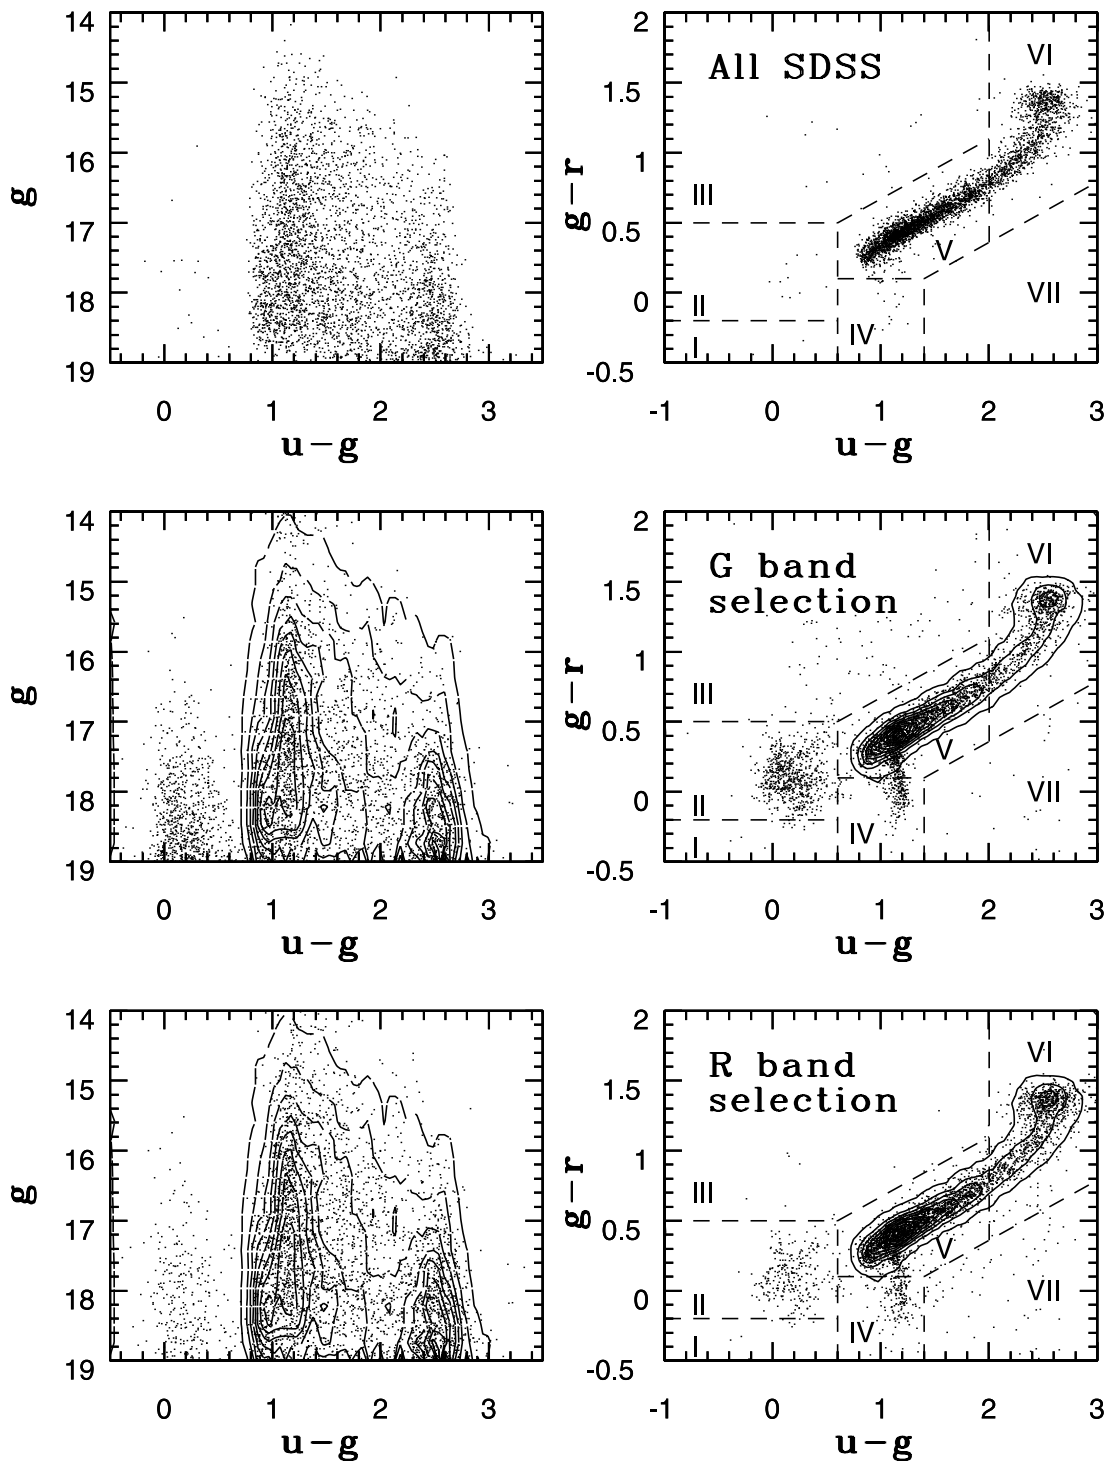 14
15
16
17
18
19
g
0 1 2 3
u−g
2
1.5
1
0.5
0
-0.5
g−r
All SDSS
VI
III
V
II
VII
IV
I
-1 0 1 2 3
u−g
14
15
16
17
18
19
g
0 1 2 3
u−g
2
1.5
1
0.5
0
-0.5
g−r
G band
selection
VI
III
V
II
VII
IV
I
-1 0 1 2 3
u−g
14
15
16
17
18
19
g
0 1 2 3
u−g
2
1.5
1
0.5
0
-0.5
g−r
R band
selection
VI
III
V
II
VII
IV
I
-1 0 1 2 3
u−g